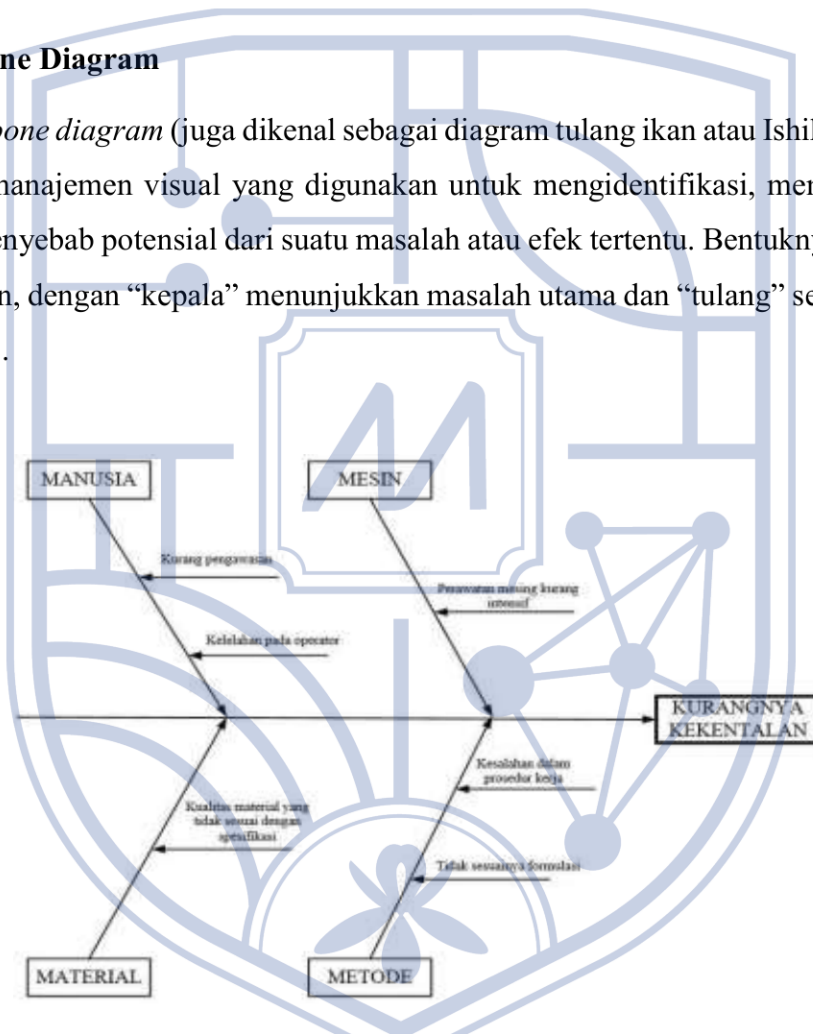 ne Diagram
bone diagram (juga dikenal sebagai diagram tulang ikan atau Ishik
manajemen visual yang digunakan untuk mengidentifikasi, men
enyebab potensial dari suatu masalah atau efek tertentu. Bentukny
n, dengan “kepala” menunjukkan masalah utama dan “tulang” se
.
MANUSIA
MESIN
Kurang pengawasan
Perawatan mesing kurang
intensif
Kelelahan pada operator
KURANGNYA
KEKENTALAN
Kesalahan dalam
prosedur kerja
Kualitas material yang
tidak sesuai dengan
spesifikasi
Tidak sesuainya formulasi
MATERIAL
METODE